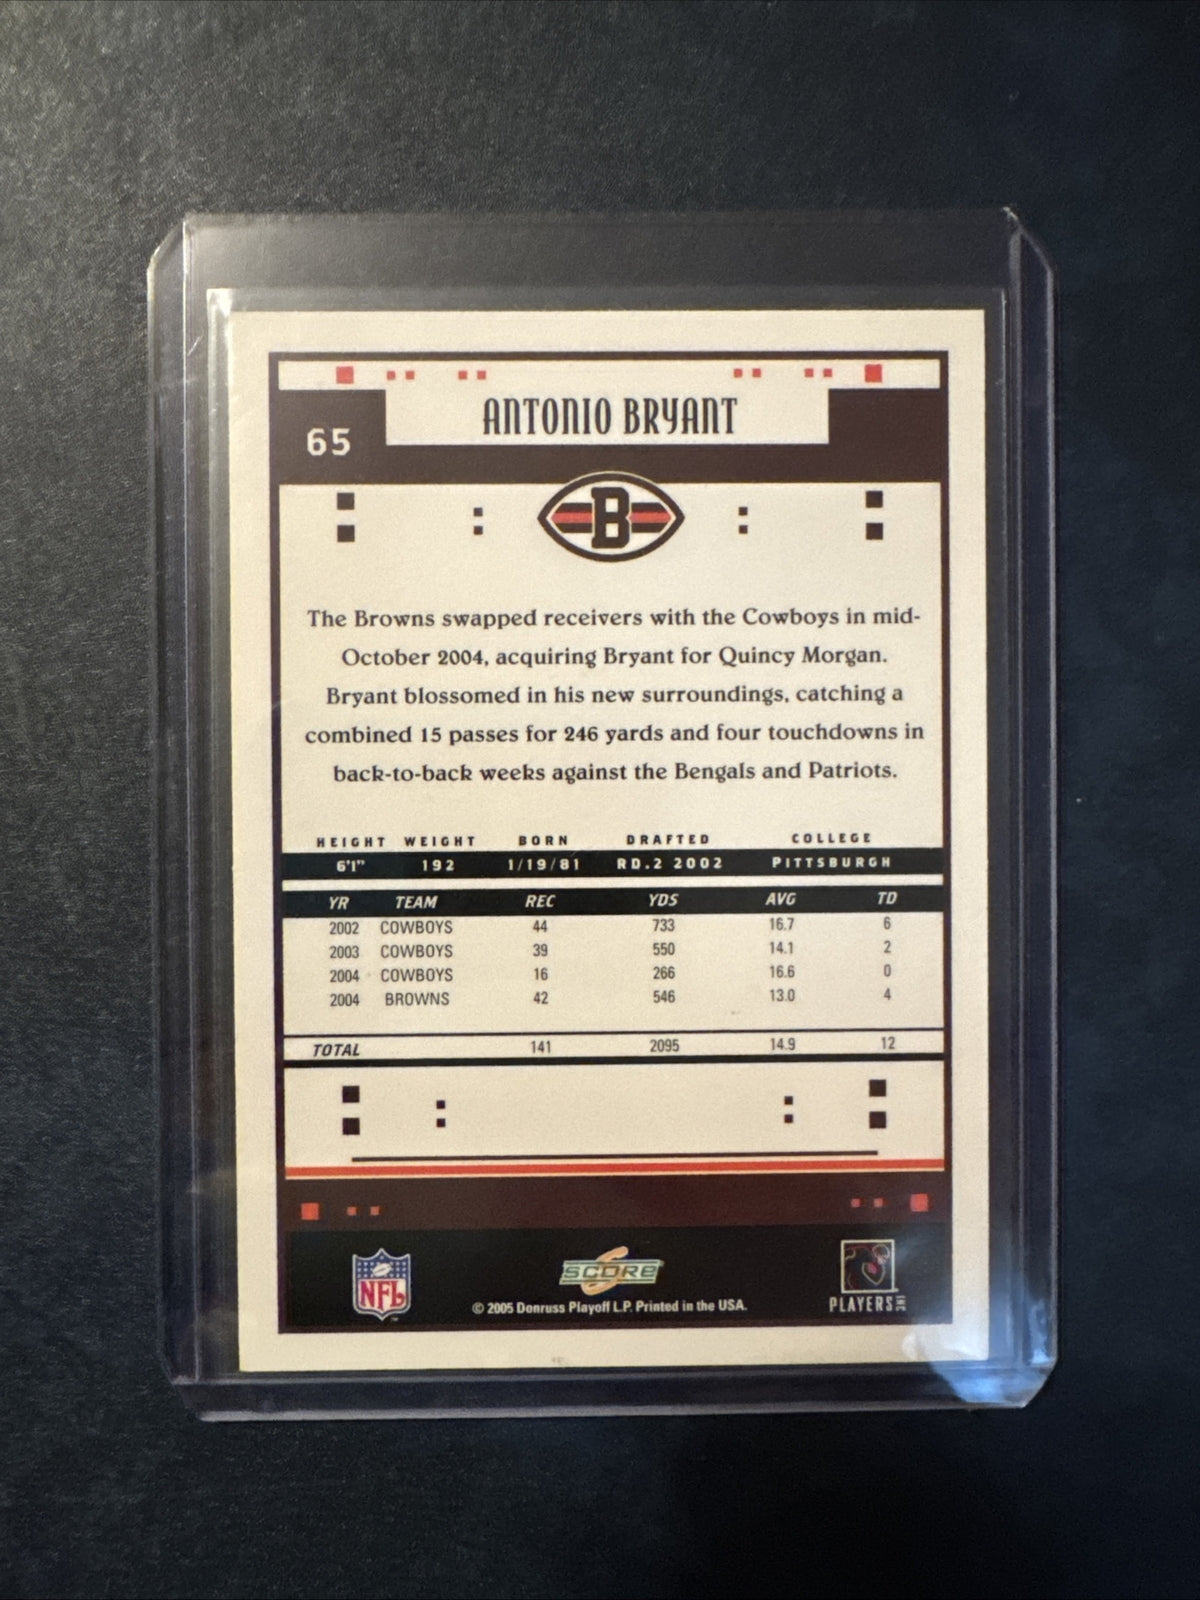 65
ANTONIO BRYANT
B
The Browns swapped receivers with the Cowboys in mid-
October 2004, acquiring Bryant for Quincy Morgan.
Bryant blossomed in his new surroundings, catching a
combined 15 passes for 246 yards and four touchdowns in
back-to-back weeks against the Bengals and Patriots.
HEIGHT WEIGHT BORN DRAFTED COLLEGE
6'1" 192 1/19/81 RD.2 2002 PITTSBURGH
YR TEAM REC YDS AVG TD
2002 COWBOYS 44 733 16.7 6
2003 COWBOYS 39 550 14.1 2
2004 COWBOYS 16 266 16.6 0
2004 BROWNS 42 546 13.0 4
TOTAL 141 2095 14.9 12
NFL
SCORE
© 2005 Donruss Playoff L.P. Printed in the USA.
PLAYERS INC